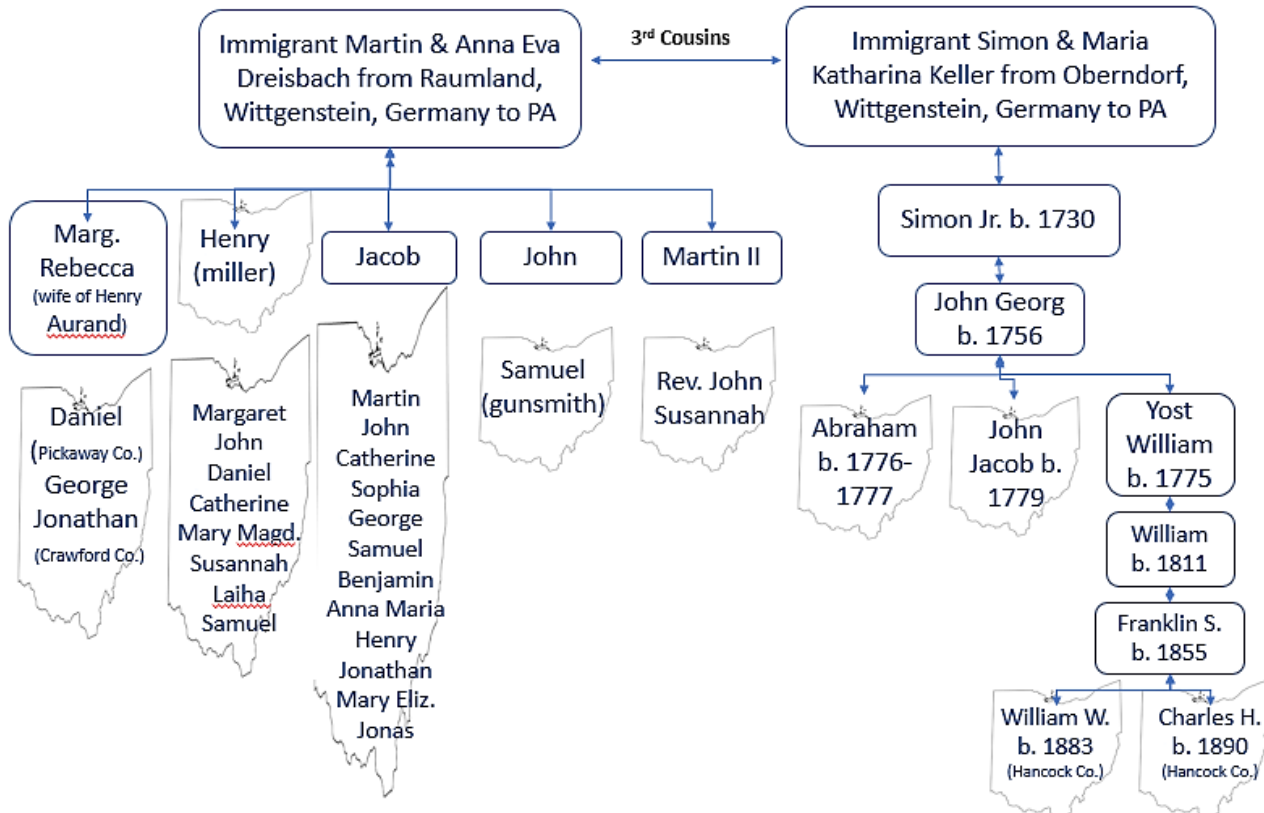 Immigrant Martin & Anna Eva
Dreisbach from Raumland,
Wittgenstein, Germany to PA
3rd Cousins
Immigrant Simon & Maria
Katharina Keller from Oberndorf,
Wittgenstein, Germany to PA
Marg.
Rebecca
(wife of Henry
Aurand)
Henry
(miller)
Jacob
John
Martin II
Simon Jr. b. 1730
John Georg
b. 1756
Daniel
(Pickaway Co.)
George
Jonathan
(Crawford Co.)
Margaret
John
Daniel
Catherine
Mary Magd.
Susannah
Laiha
Samuel
Martin
John
Catherine
Sophia
George
Samuel
Benjamin
Anna Maria
Henry
Jonathan
Mary Eliz.
Jonas
Samuel
(gunsmith)
Rev. John
Susannah
Abraham
b. 1776-
1777
John
Jacob b.
1779
Yost
William
b. 1775
William
b. 1811
Franklin S.
b. 1855
William W.
b. 1883
(Hancock Co.)
Charles H.
b. 1890
(Hancock Co.)